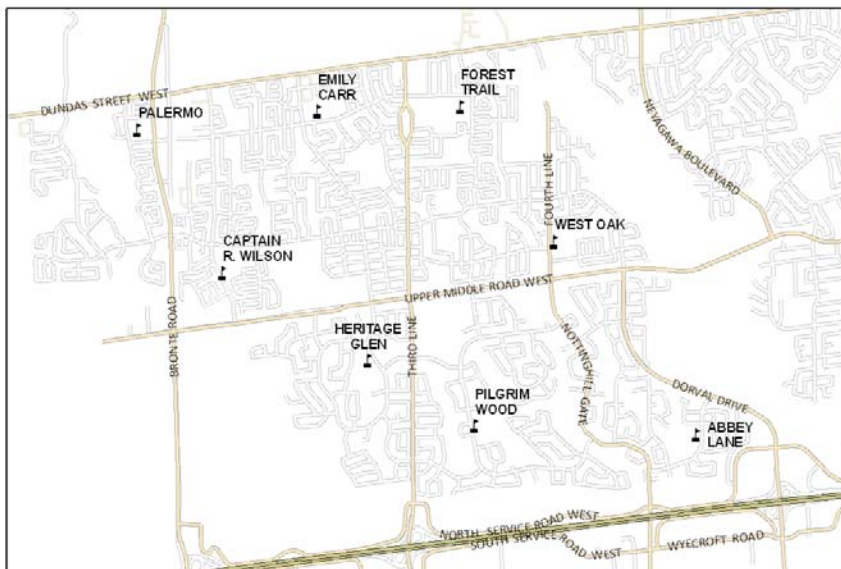 EMILY
CARR
FOREST
TRAIL
DUNDAS STREET WEST
PALERMO
NEYAGAWA BOULEVARD
FOURTH LINE
WEST OAK
CAPTAIN
R. WILSON
UPPER MIDDLE ROAD WEST
BRONTE ROAD
HERITAGE
GLEN
THIRD LINE
NOTTINGHILL GATE
PILGRIM
WOOD
DORVAL DRIVE
ABBEY
LANE
NORTH SERVICE ROAD WEST
SOUTH SERVICE ROAD WEST
WYECROFT ROAD